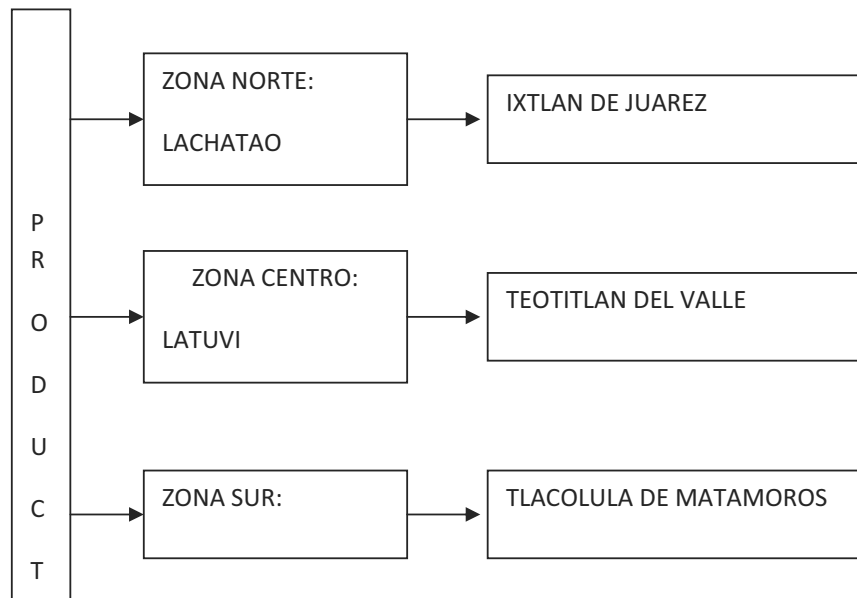 P
R
O
D
U
C
T
ZONA NORTE:
LACHATAO
IXTLAN DE JUAREZ
ZONA CENTRO:
LATUVI
TEOTITLAN DEL VALLE
ZONA SUR:
TLACOLULA DE MATAMOROS